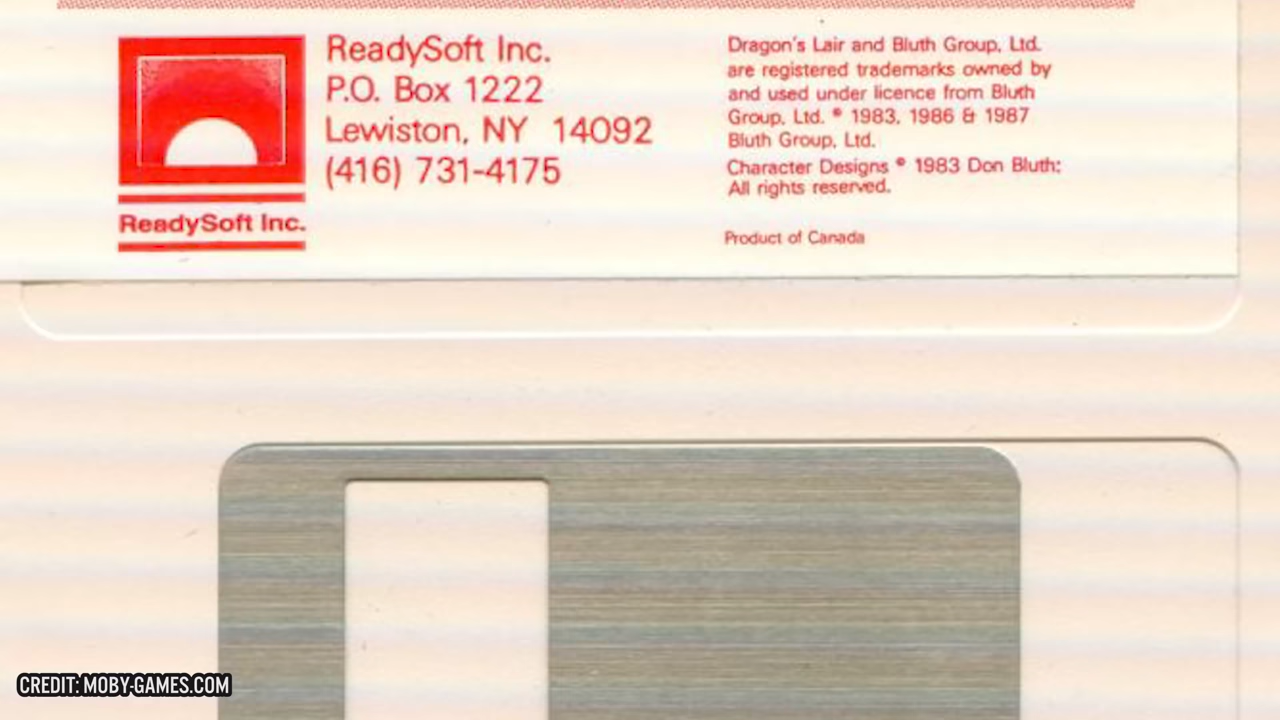 ReadySoft Inc.
P.O. Box 1222
Lewiston, NY 14092
(416) 731-4175
ReadySoft Inc.
Dragon's Lair and Bluth Group, Ltd.
are registered trademarks owned by
and used under licence from Bluth
Group, Ltd. © 1983, 1986 & 1987
Bluth Group, Ltd.
Character Designs © 1983 Don Bluth:
All rights reserved.
Product of Canada
CREDIT: MOBY-GAMES.COM